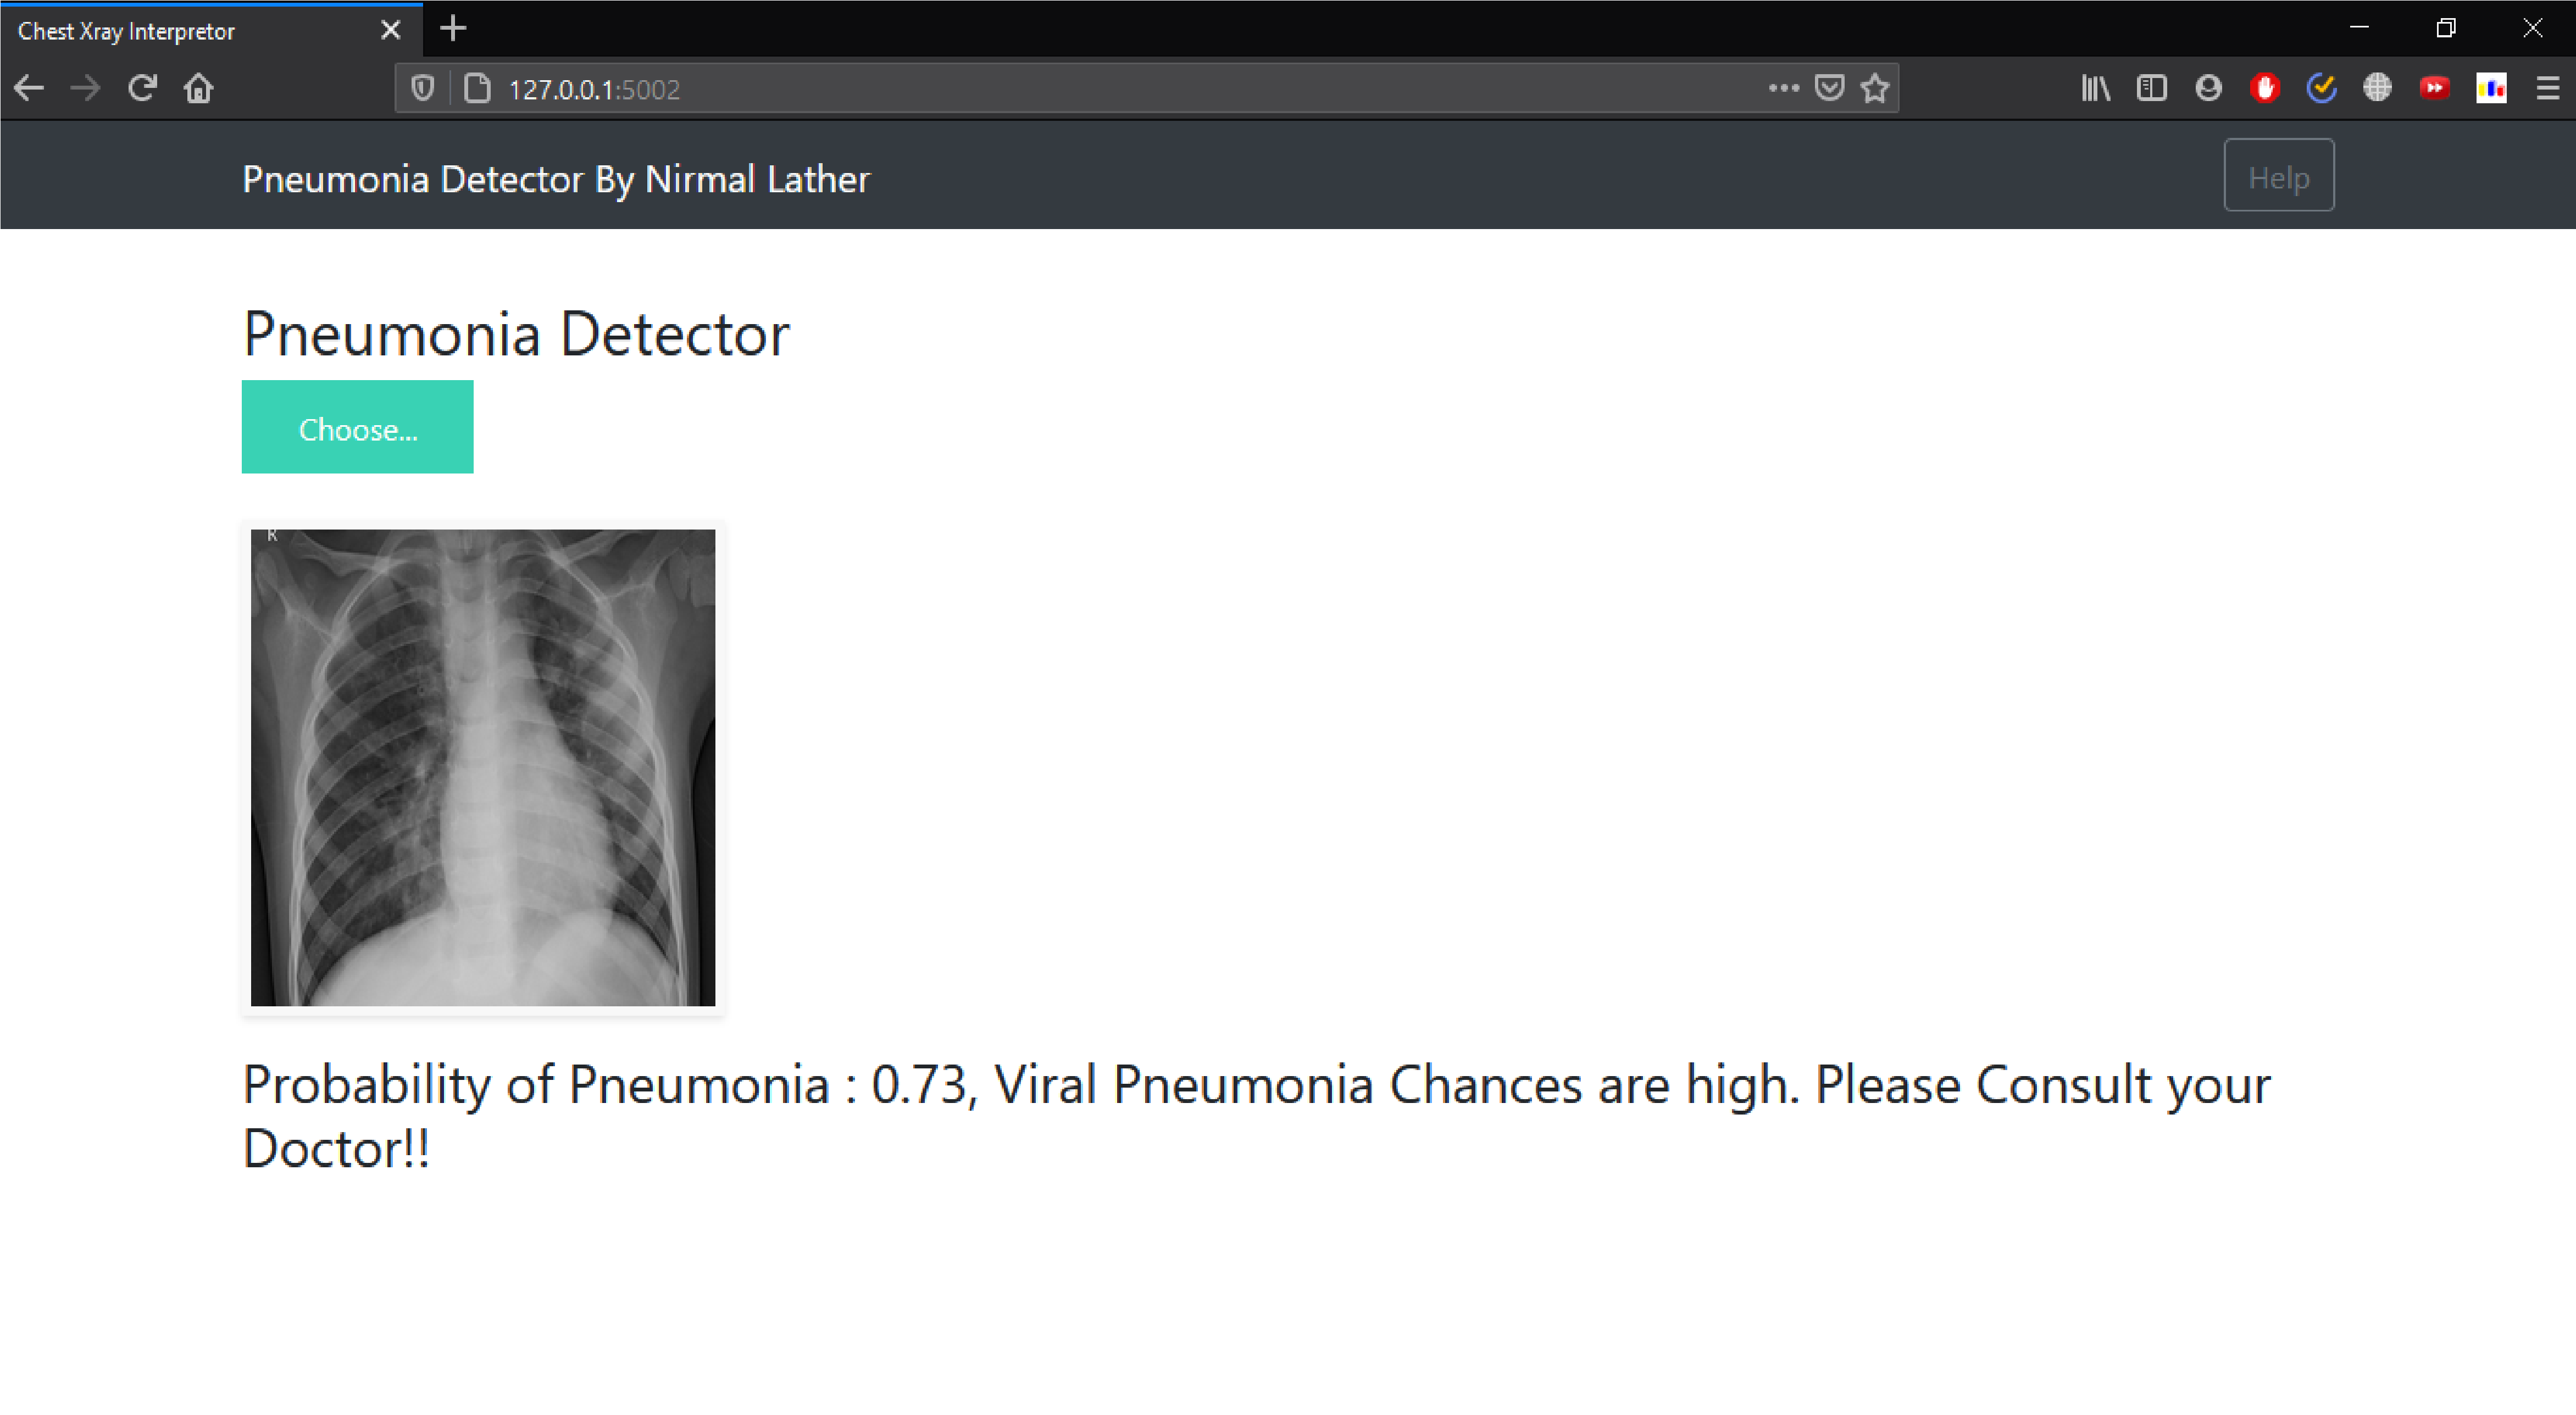 Chest Xray Interpretor
127.0.0.1:5002
Pneumonia Detector By Nirmal Lather
Help
Pneumonia Detector
Choose...
R
Probability of Pneumonia : 0.73, Viral Pneumonia Chances are high. Please Consult your
Doctor!!